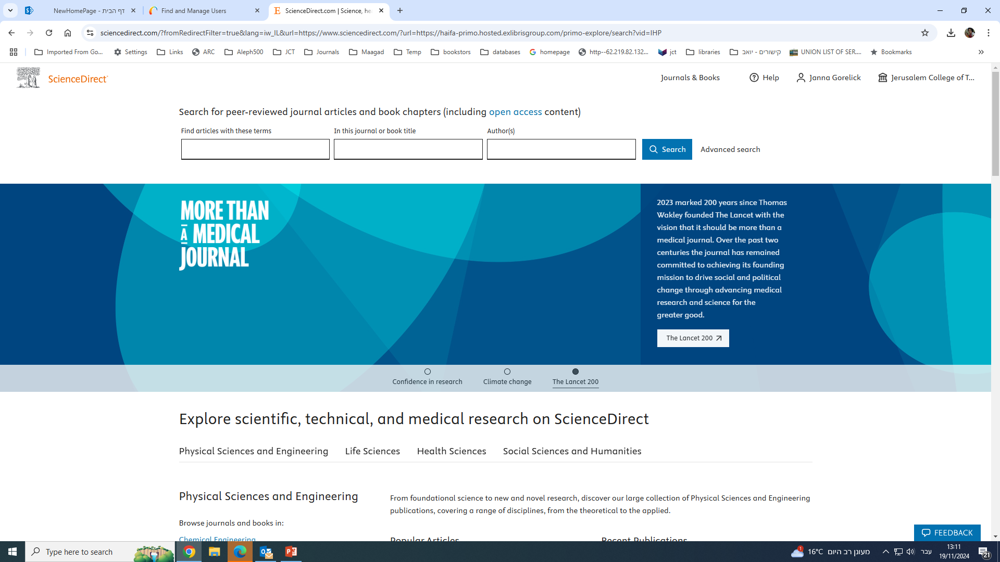 NewHomePage - דף הבית
Find and Manage Users
ScienceDirect.com | Science, he
sciencedirect.com/?fromRedirectFilter=true&lang=iw_IL&url=https://www.sciencedirect.com/?url=https://haifa-primo.hosted.exlibrisgroup.com/primo-explore/search?vid=IHP
Imported From Go... Settings Links ARC Aleph500 JCT Journals Maagad Temp bookstors databases homepage http--62.219.82.132... jct libraries קישורים - יואב UNION LIST OF SER.... Bookmarks
ScienceDirect
Journals & Books Help Janna Gorelick Jerusalem College of T...
Search for peer-reviewed journal articles and book chapters (including open access content)
Find articles with these terms In this journal or book title Author(s)
Search Advanced search
MORE THAN
A MEDICAL
JOURNAL
2023 marked 200 years since Thomas
Wakley founded The Lancet with the
vision that it should be more than a
medical journal. Over the past two
centuries the journal has remained
committed to achieving its founding
mission to drive social and political
change through advancing medical
research and science for the
greater good.
The Lancet 200
Confidence in research Climate change The Lancet 200
Explore scientific, technical, and medical research on ScienceDirect
Physical Sciences and Engineering Life Sciences Health Sciences Social Sciences and Humanities
Physical Sciences and Engineering
Browse journals and books in:
Chemical Engineering
From foundational science to new and novel research, discover our large collection of Physical Sciences and Engineering
publications, covering a range of disciplines, from the theoretical to the applied.
Popular Articles Recent Publications
FEEDBACK
Type here to search
1
16°C מעונן רב היום
עבר
13:11
19/11/2024
21